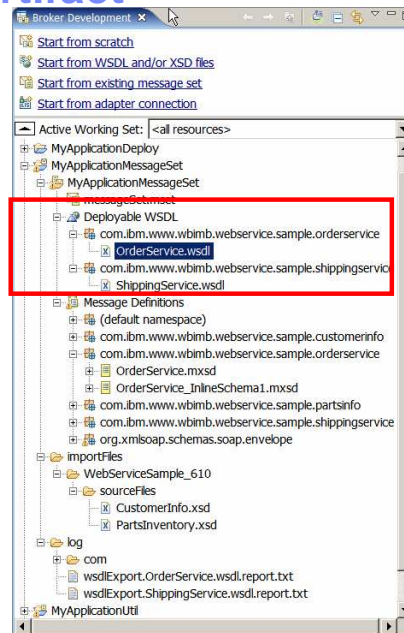 Broker Development
Start from scratch
Start from WSDL and/or XSD files
Start from existing message set
Start from adapter connection
Active Working Set: <all resources>
MyApplicationDeploy
MyApplicationMessageSet
MyApplicationMessageSet
messageSet.mset
Deployable WSDL
com.ibm.www.wbimb.webservice.sample.orderservice
OrderService.wsdl
com.ibm.www.wbimb.webservice.sample.shippingservice
ShippingService.wsdl
Message Definitions
(default namespace)
com.ibm.www.wbimb.webservice.sample.customerinfo
com.ibm.www.wbimb.webservice.sample.orderservice
OrderService.mxsd
OrderService_InlineSchema1.mxsd
com.ibm.www.wbimb.webservice.sample.partsinfo
com.ibm.www.wbimb.webservice.sample.shippingservice
org.xmlsoap.schemas.soap.envelope
importFiles
WebServiceSample_610
sourceFiles
CustomerInfo.xsd
PartsInventory.xsd
log
com
wsdlExport.OrderService.wsdl.report.txt
wsdlExport.ShippingService.wsdl.report.txt
MyApplicationUtil